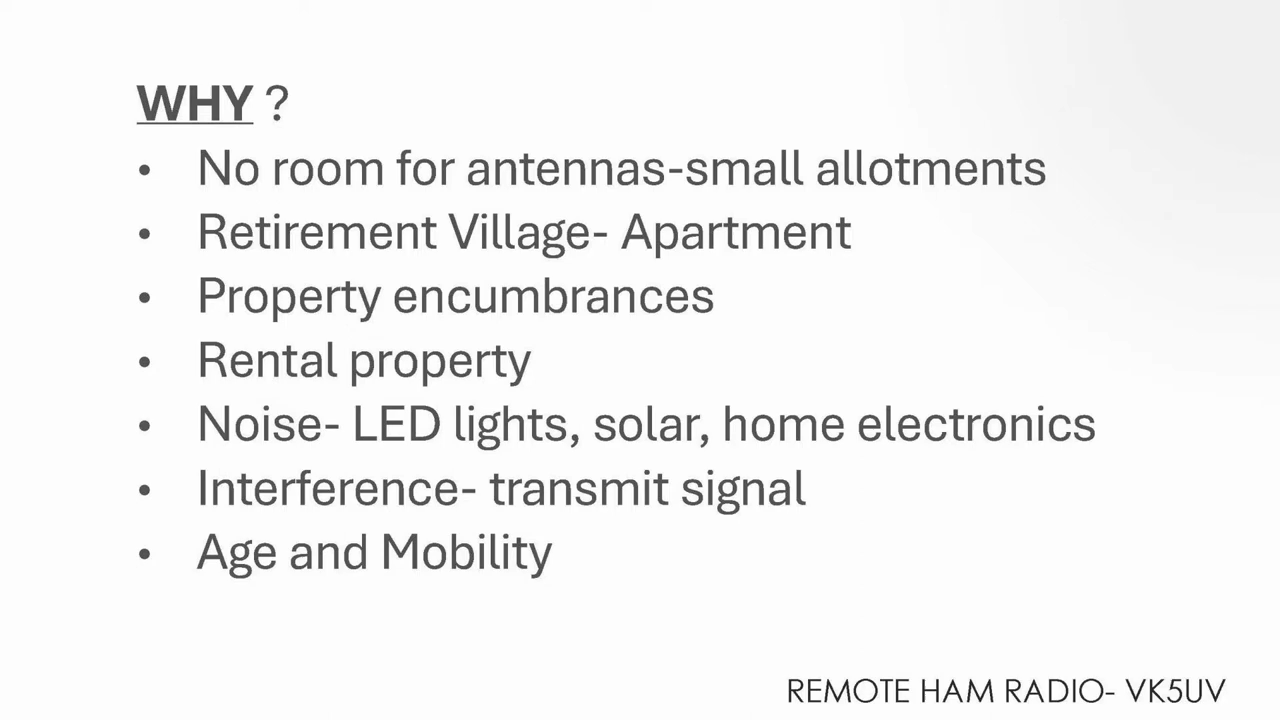 WHY ?
• No room for antennas-small allotments
• Retirement Village- Apartment
• Property encumbrances
• Rental property
• Noise- LED lights, solar, home electronics
• Interference- transmit signal
• Age and Mobility
REMOTE HAM RADIO- VK5UV